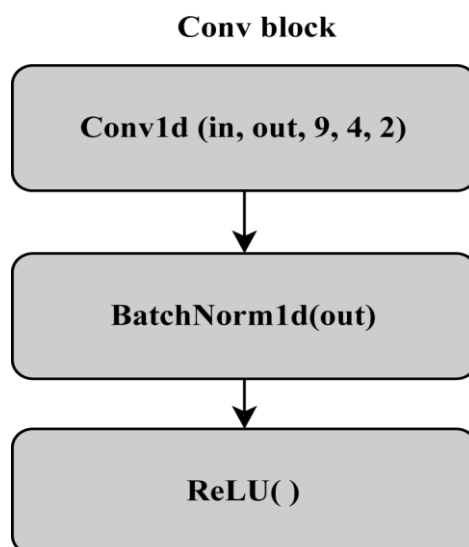 Conv block
Conv1d (in, out, 9, 4, 2)
BatchNorm1d(out)
ReLU( )